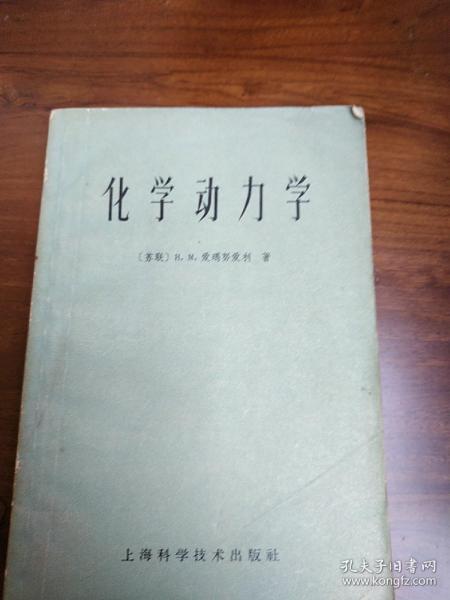 化学动力学
〔苏联〕H. M. 爱瑪努爱利 著
上海科学技术出版社
孔夫子旧书网
www.kongfz.com